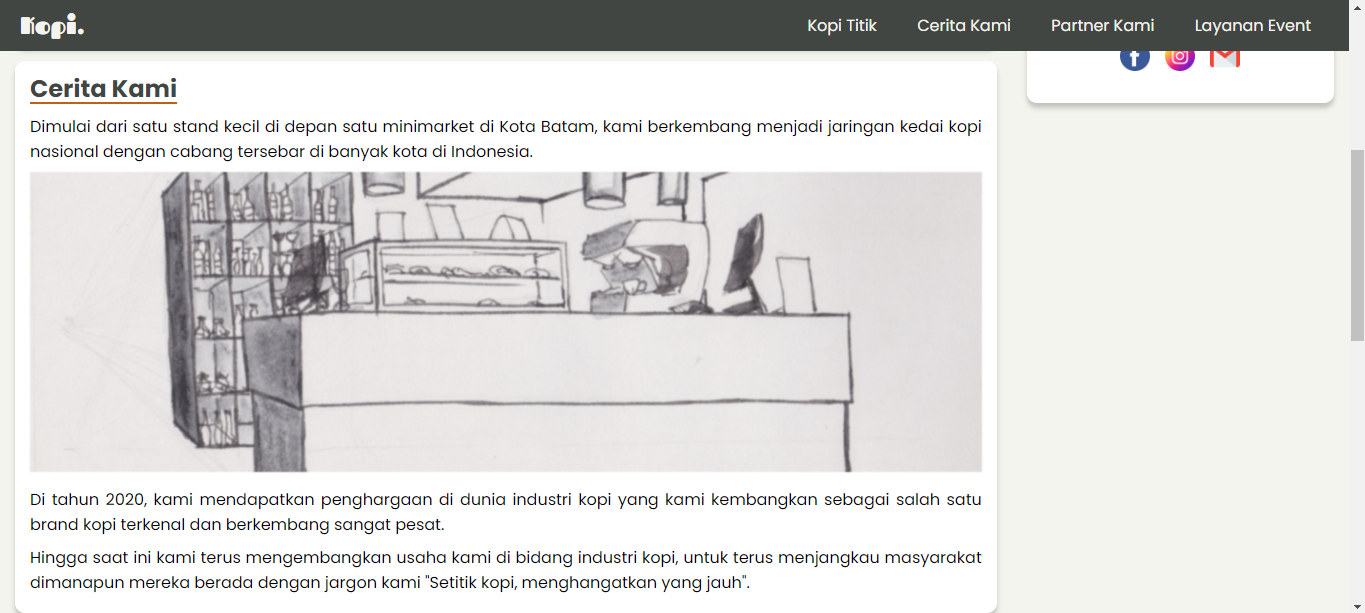 Kopi.
Kopi Titik
Cerita Kami
Partner Kami
Layanan Event
Cerita Kami
Dimulai dari satu stand kecil di depan satu minimarket di Kota Batam, kami berkembang menjadi jaringan kedai kopi
nasional dengan cabang tersebar di banyak kota di Indonesia.
Di tahun 2020, kami mendapatkan penghargaan di dunia industri kopi yang kami kembangkan sebagai salah satu
brand kopi terkenal dan berkembang sangat pesat.
Hingga saat ini kami terus mengembangkan usaha kami di bidang industri kopi, untuk terus menjangkau masyarakat
dimanapun mereka berada dengan jargon kami "Setitik kopi, menghangatkan yang jauh".